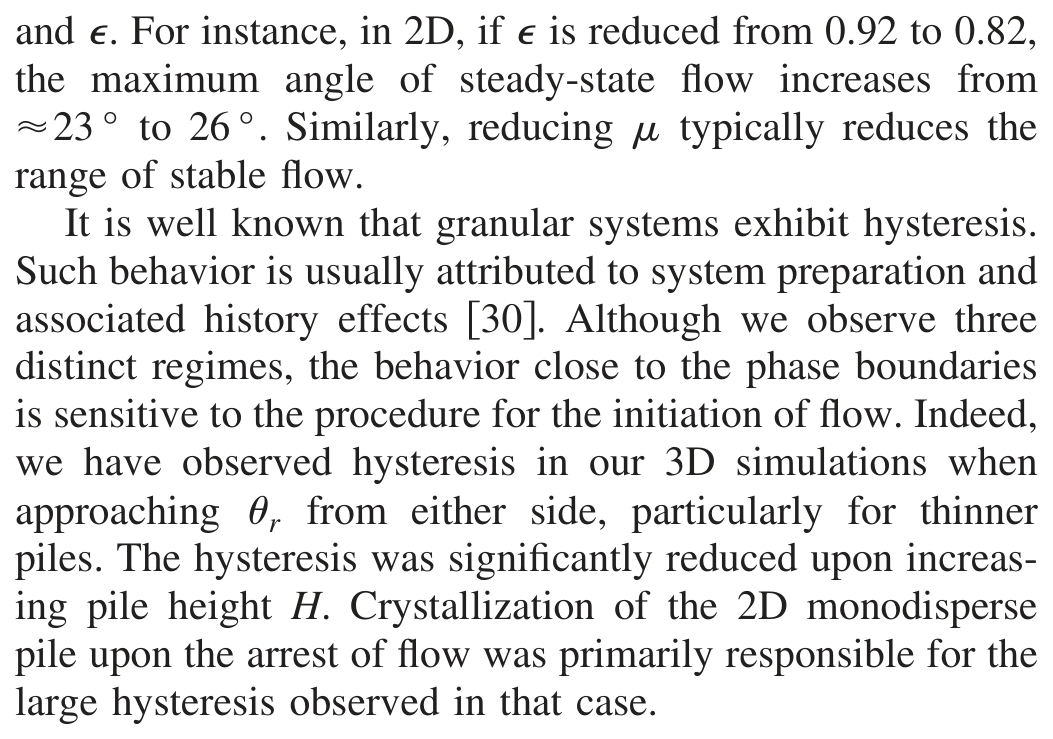 and ϵ. For instance, in 2D, if ϵ is reduced from 0.92 to 0.82,
the maximum angle of steady-state flow increases from
≈23° to 26°. Similarly, reducing μ typically reduces the
range of stable flow.
It is well known that granular systems exhibit hysteresis.
Such behavior is usually attributed to system preparation and
associated history effects [30]. Although we observe three
distinct regimes, the behavior close to the phase boundaries
is sensitive to the procedure for the initiation of flow. Indeed,
we have observed hysteresis in our 3D simulations when
approaching θr from either side, particularly for thinner
piles. The hysteresis was significantly reduced upon increas-
ing pile height H. Crystallization of the 2D monodisperse
pile upon the arrest of flow was primarily responsible for the
large hysteresis observed in that case.